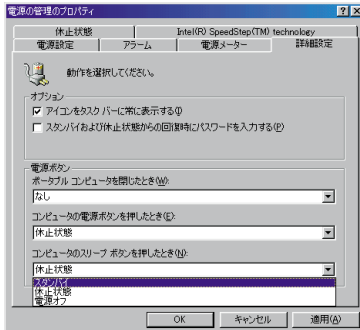 電源の管理のプロパティ
休止状態
Intel(R) SpeedStep(TM) technology
電源設定
アラーム
電源メーター
詳細設定
動作を選択してください。
オプション
アイコンをタスク バーに常に表示する(I)
スタンバイおよび休止状態からの回復時にパスワードを入力する(P)
電源ボタン
ポータブル コンピュータを閉じたとき(W):
なし
コンピュータの電源ボタンを押したとき(E):
休止状態
コンピュータのスリープ ボタンを押したとき(N):
休止状態
スタンバイ
休止状態
電源オフ
OK
キャンセル
適用(A)